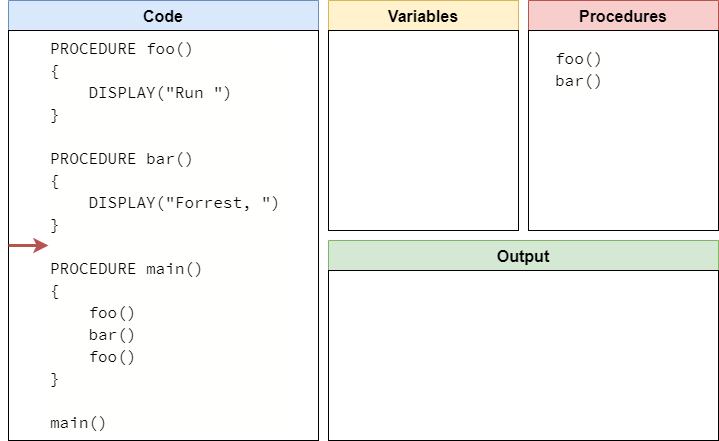 Code
PROCEDURE foo()
{
    DISPLAY("Run ")
}

PROCEDURE bar()
{
    DISPLAY("Forrest, ")
}

PROCEDURE main()
{
    foo()
    bar()
    foo()
}

main()
Variables
Procedures
foo()
bar()
Output